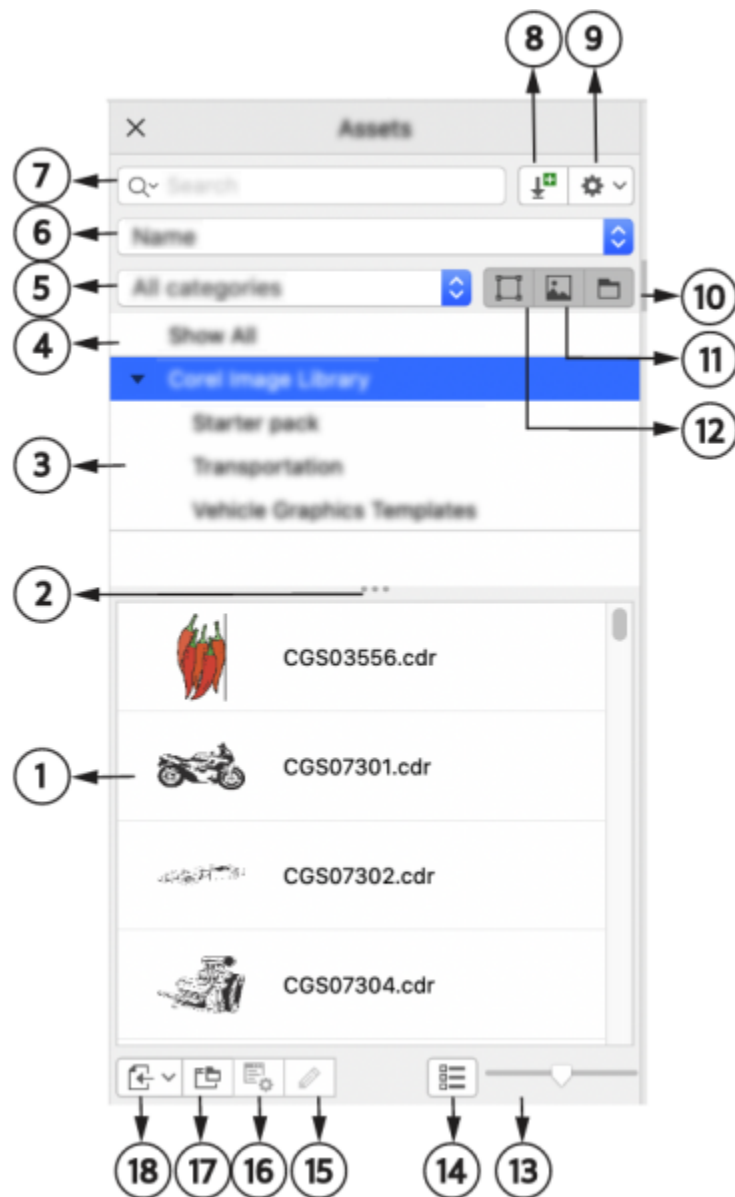 8 9
Assets
7 Search
6 Name
5 All categories 10
4 Show All 11
Corel Image Library
Starter pack 12
3 Transportation
Vehicle Graphics Templates
2
CGS03556.cdr
1 CGS07301.cdr
CGS07302.cdr
CGS07304.cdr
18 17 16 15 14 13